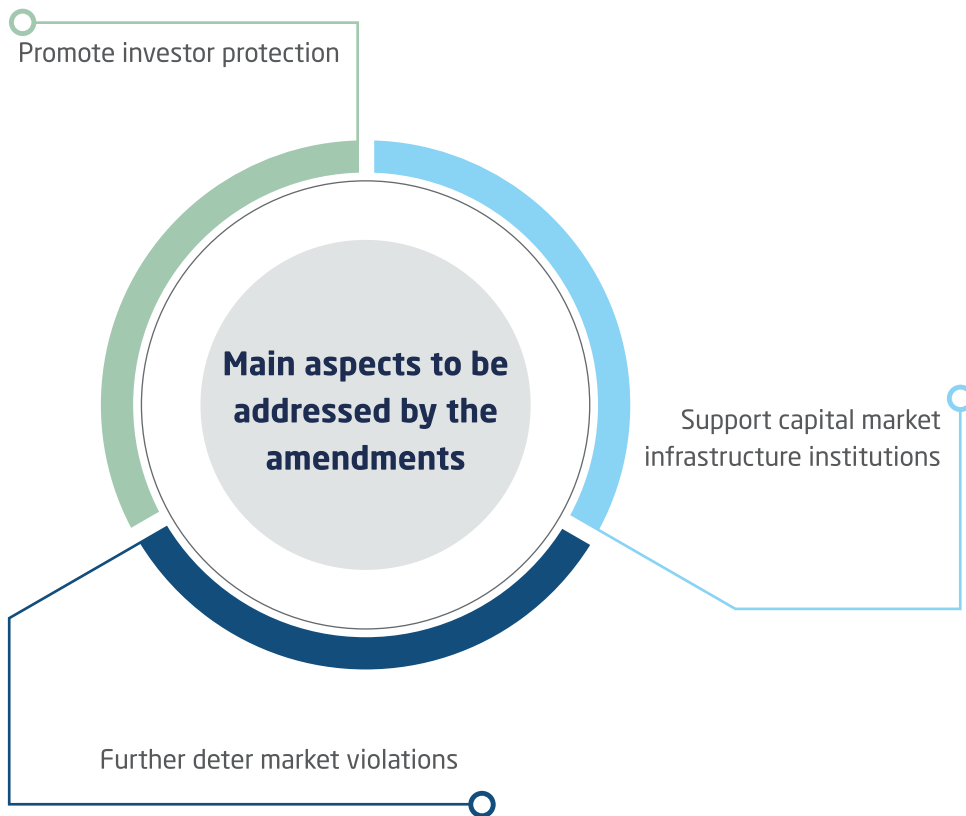 Promote investor protection
Main aspects to be
addressed by the
amendments
Support capital market
infrastructure institutions
Further deter market violations